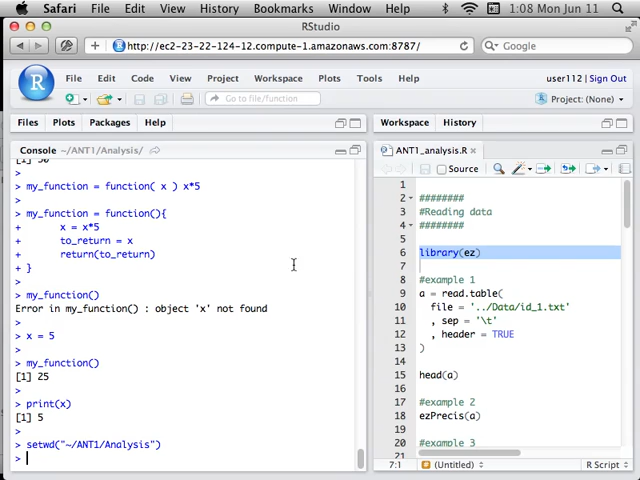 Safari File Edit View History Bookmarks Window Help 1:08 Mon Jun 11
RStudio
http://ec2-23-22-124-12.compute-1.amazonaws.com:8787/ Google
R File Edit Code View Project Workspace Plots Tools Help user112 Sign Out
Go to file/function Project: (None)
Files Plots Packages Help Workspace History
Console ~/ANT1/Analysis/ ANT1_analysis.R
Source
>
> my_function = function( x ) x*5
>
> my_function = function(){
+ x = x*5
+ to_return = x
+ return(to_return)
+ }
>
> my_function()
Error in my_function() : object 'x' not found
>
> x = 5
>
> my_function()
[1] 25
>
> print(x)
[1] 5
>
> setwd("~/ANT1/Analysis")
>
1
2 ########
3 #Reading data
4 ########
5
6 library(ez)
7
8 #example 1
9 a = read.table(
10 file = '../Data/id_1.txt'
11 , sep = '\t'
12 , header = TRUE
13 )
14
15 head(a)
16
17 #example 2
18 ezPrecis(a)
19
20 #example 3
21
7:1 (Untitled) R Script